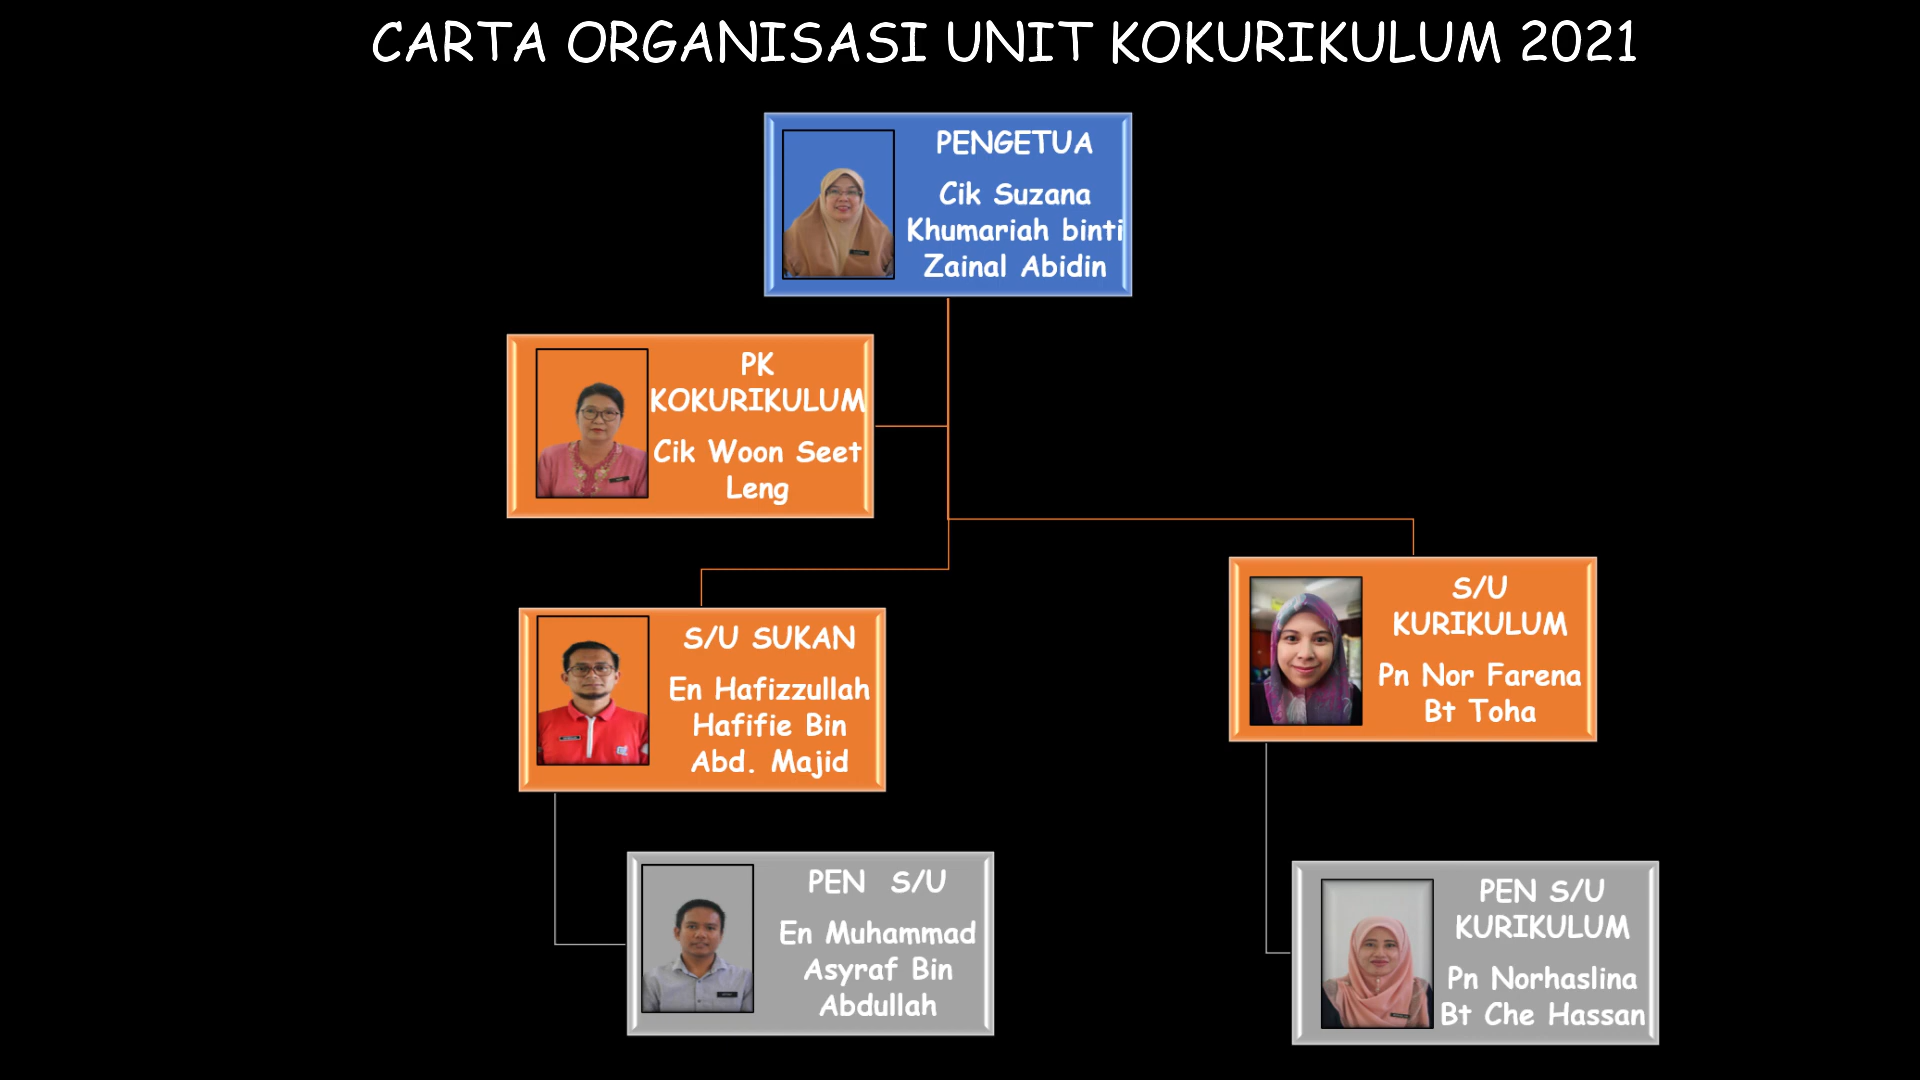 CARTA ORGANISASI UNIT KOKURIKULUM 2021
PENGETUA
Cik Suzana
Khumariah binti
Zainal Abidin
PK
KOKURIKULUM
Cik Woon Seet
Leng
S/U SUKAN
En Hafizzullah
Hafifie Bin
Abd. Majid
S/U
KURIKULUM
Pn Nor Farena
Bt Toha
PEN  S/U
En Muhammad
Asyraf Bin
Abdullah
PEN S/U
KURIKULUM
Pn Norhaslina
Bt Che Hassan